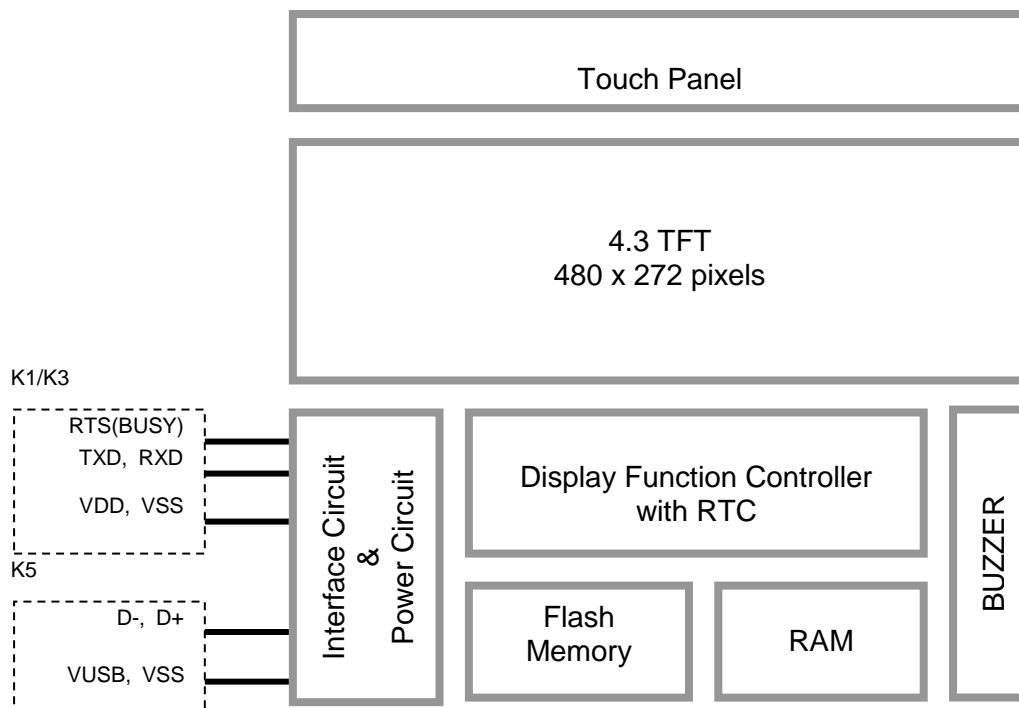 Touch Panel
4.3 TFT
480 x 272 pixels
K1/K3
RTS(BUSY)
TXD, RXD
VDD, VSS
K5
D-, D+
VUSB, VSS
Interface Circuit
&
Power Circuit
Display Function Controller
with RTC
Flash
Memory
RAM
BUZZER